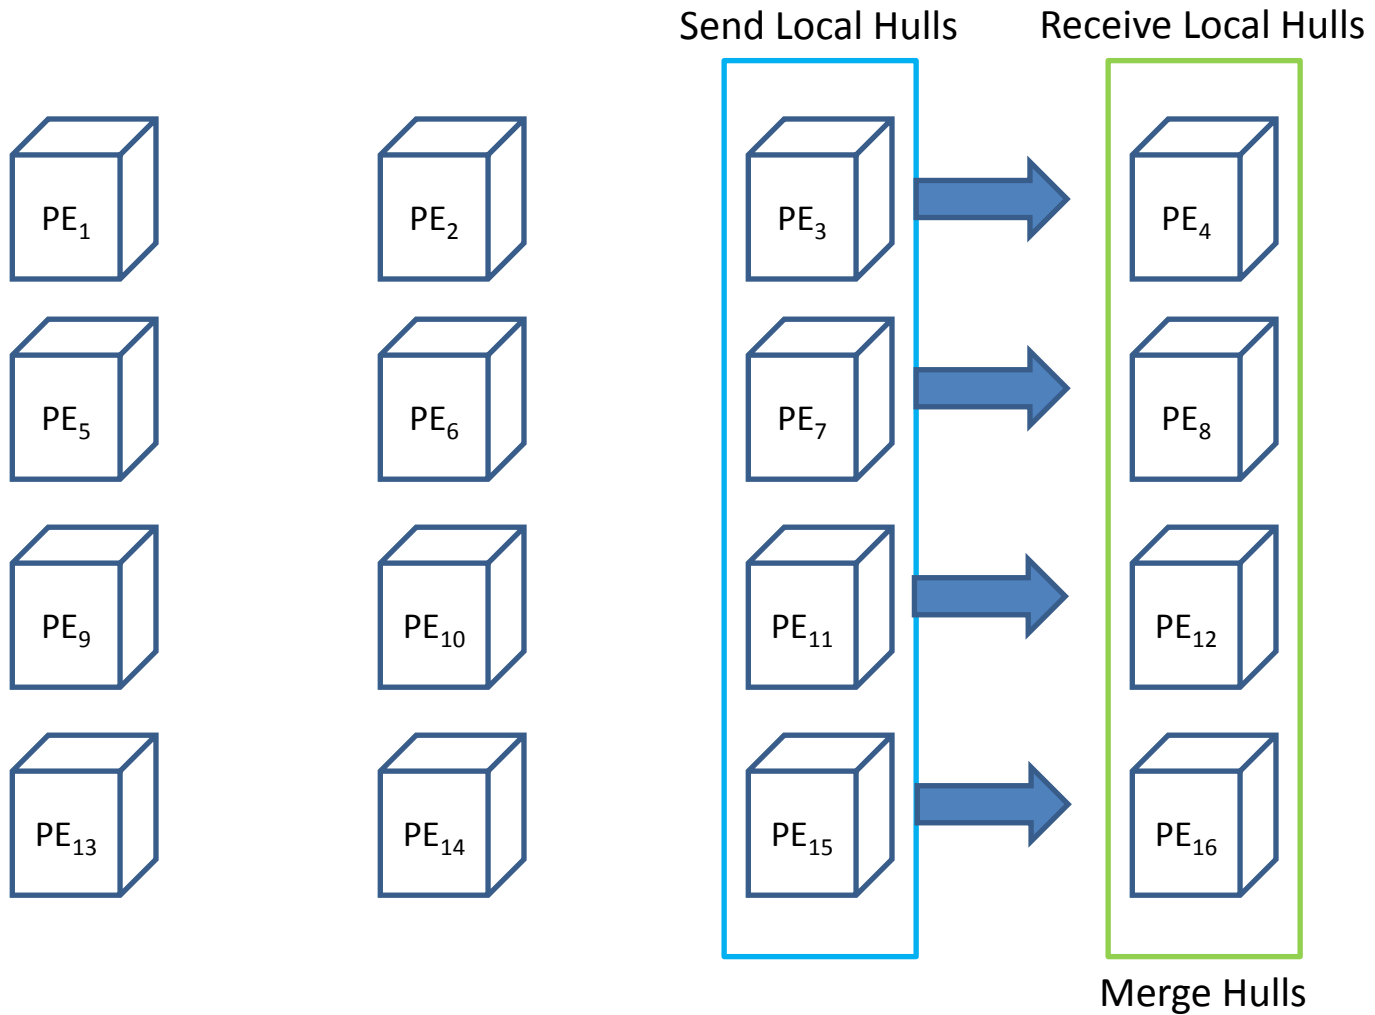 Send Local Hulls
Receive Local Hulls
PE₁
PE₂
PE₃
PE₄
PE₅
PE₆
PE₇
PE₈
PE₉
PE₁₀
PE₁₁
PE₁₂
PE₁₃
PE₁₄
PE₁₅
PE₁₆
Merge Hulls